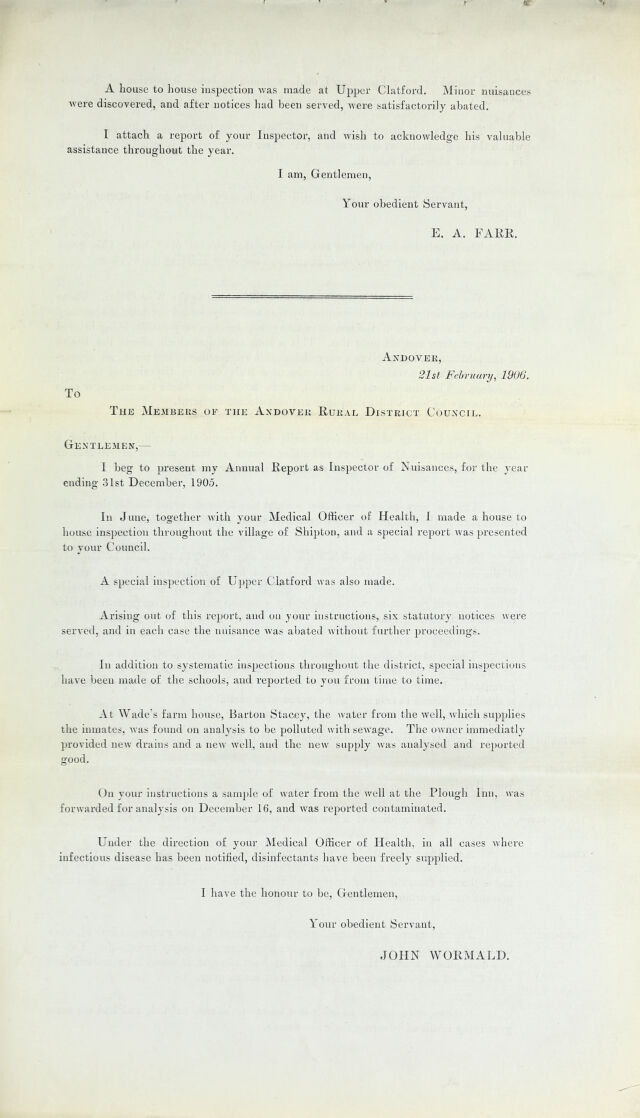 A house to house inspection was made at Upper Clatford. Minor nuisances
were discovered, and after notices had been served, were satisfactorily abated.
I attach a report of your Inspector, and wish to acknowledge his valuable
assistance throughout the year.
I am, Gentlemen,
Your obedient Servant,
E. A. FARR.
Andover,
21st February, 1906.
To
The Members of the Andover Rural District Council.
Gentlemen,—
I beg to present my Annual Report as Inspector of Nuisances, for the year
ending 31st December, 1905.
In June, together with your Medical Officer of Health, I made a house to
house inspection throughout the village of Shipton, and a special report was presented
to your Council.
A special inspection of Upper Clatford was also made.
Arising out of this report, and on your instructions, six statutory notices were
served, and in each case the nuisance was abated without further proceedings.
In addition to systematic inspections throughout the district, special inspections
have been made of the schools, and reported to you from time to time.
At Wade's farm house, Barton Stacey, the water from the well, which supplies
the inmates, was found on analysis to be polluted with sewage. The owner immediatly
provided new drains and a new well, and the new supply was analysed and reported
good.
On your instructions a sample of water from the well at the Plough Inn, was
forwarded for analysis on December 16, and was reported contaminated.
Under the direction of your Medical Officer of Health, in all cases where
infectious disease has been notified, disinfectants have been freely supplied.
I have the honour to be, Gentlemen,
Your obedient Servant,
JOHN WORMALD.